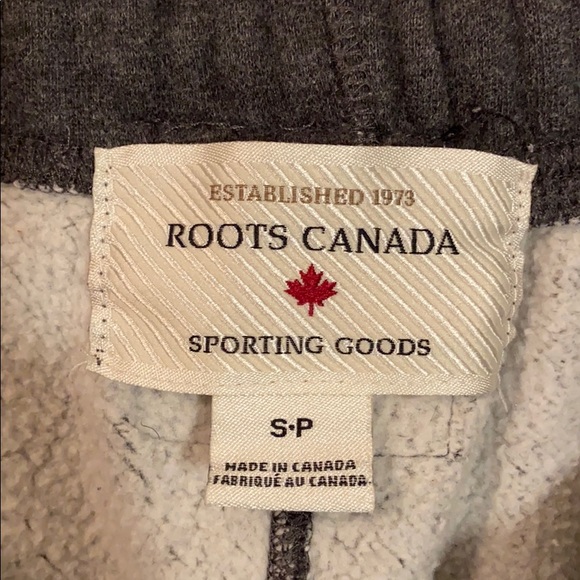 ESTABLISHED 1973
ROOTS CANADA
SPORTING GOODS
S•P
MADE IN CANADA
FABRIQUÉ AU CANADA